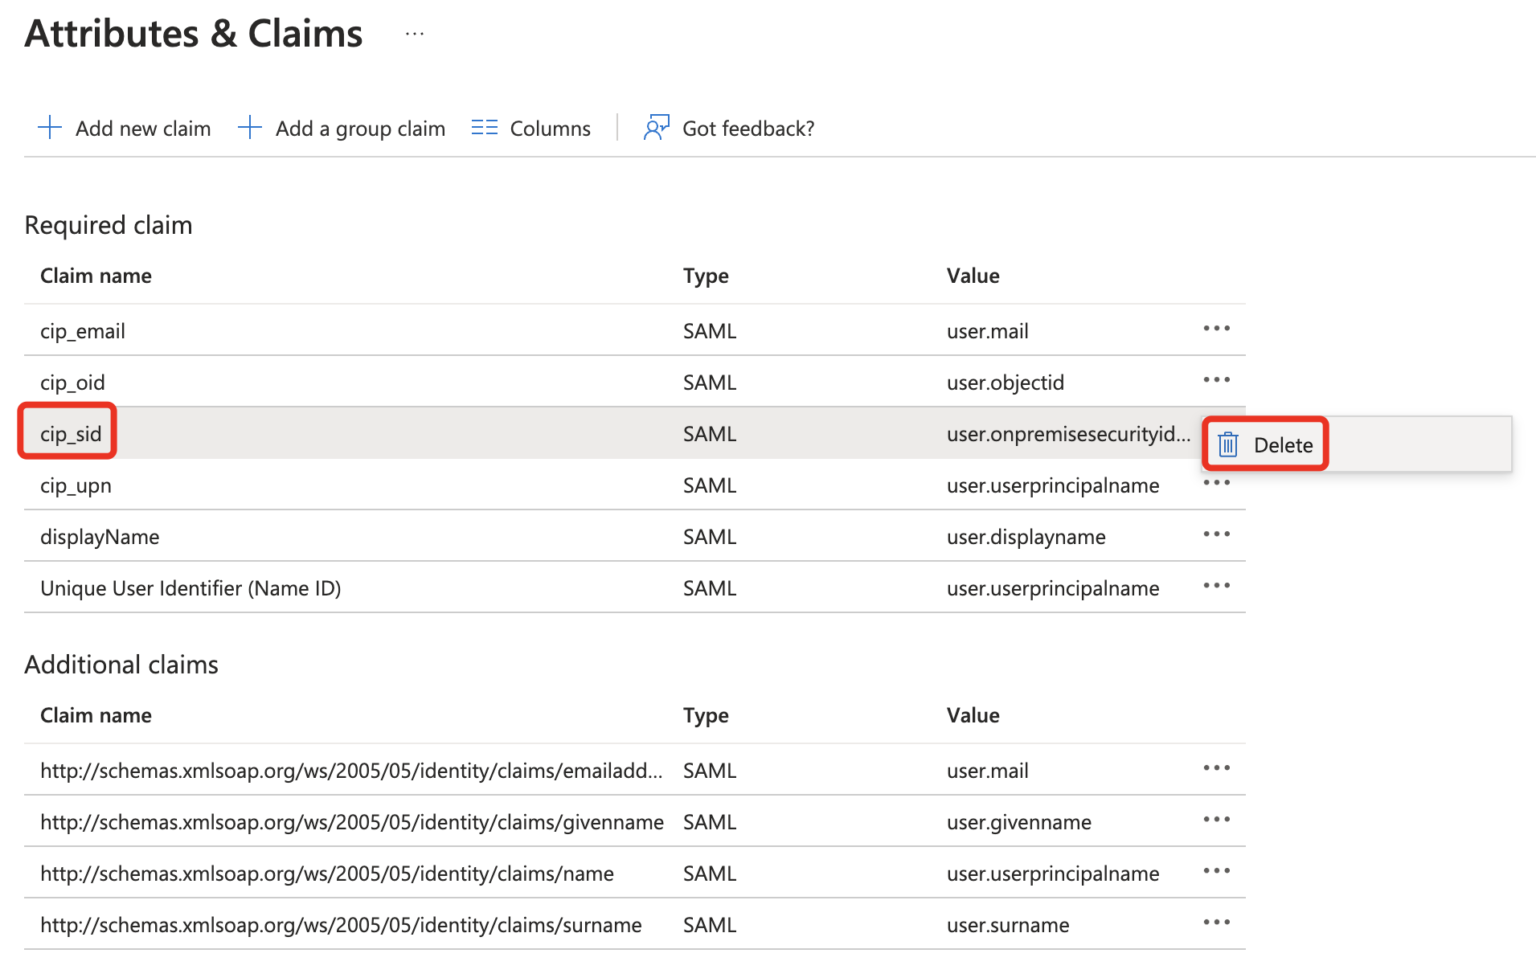 Attributes & Claims ...
Add new claim Add a group claim Columns Got feedback?
Required claim
Claim name Type Value
cip_email SAML user.mail
cip_oid SAML user.objectid
cip_sid SAML user.onpremisesecurityid... Delete
cip_upn SAML user.userprincipalname
displayName SAML user.displayname
Unique User Identifier (Name ID) SAML user.userprincipalname
Additional claims
Claim name Type Value
http://schemas.xmlsoap.org/ws/2005/05/identity/claims/emailadd... SAML user.mail
http://schemas.xmlsoap.org/ws/2005/05/identity/claims/givenname SAML user.givenname
http://schemas.xmlsoap.org/ws/2005/05/identity/claims/name SAML user.userprincipalname
http://schemas.xmlsoap.org/ws/2005/05/identity/claims/surname SAML user.surname